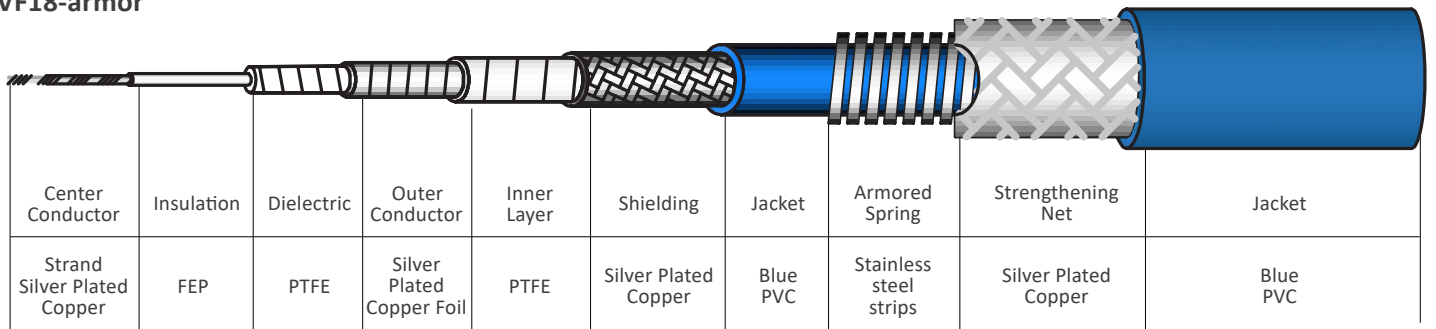 VF18-armor
Center
Conductor
Insulation
Dielectric
Outer
Conductor
Inner
Layer
Shielding
Jacket
Armored
Spring
Strengthening
Net
Jacket
Strand
Silver Plated
Copper
FEP
PTFE
Silver
Plated
Copper Foil
PTFE
Silver Plated
Copper
Blue
PVC
Stainless
steel
strips
Silver Plated
Copper
Blue
PVC